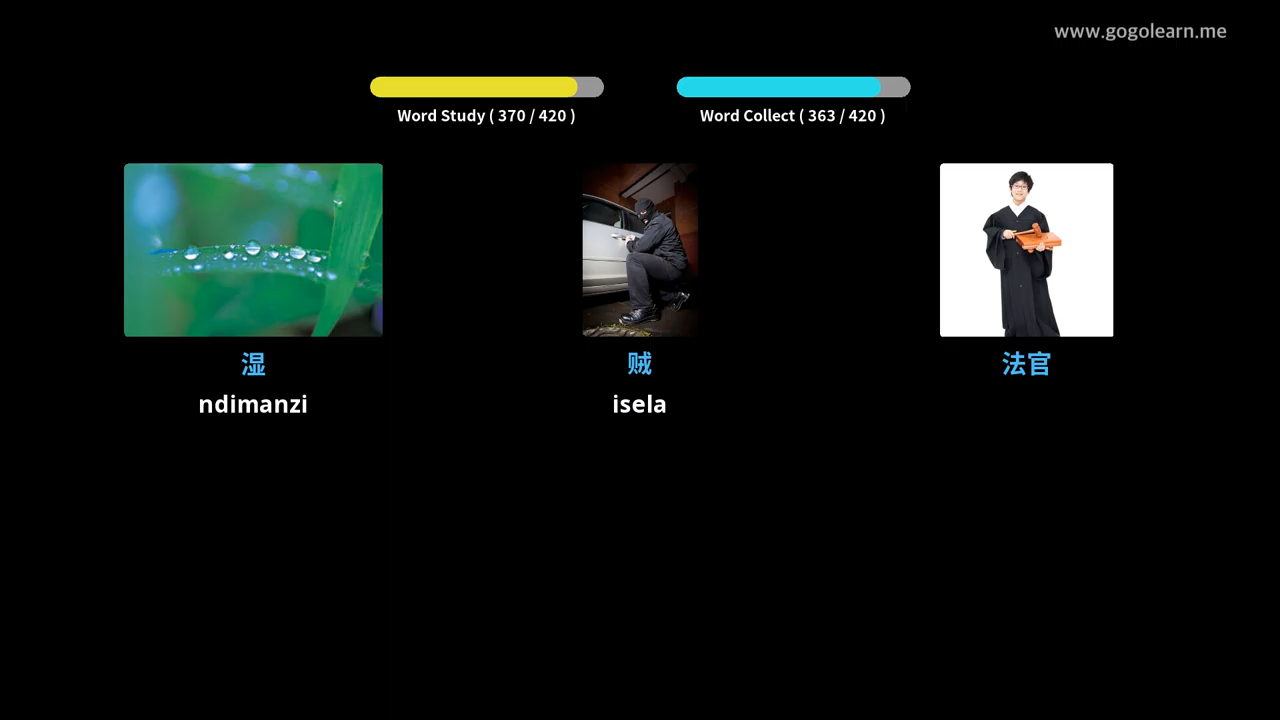 www.gogolearn.me
Word Study ( 370 / 420 )
Word Collect ( 363 / 420 )
湿
贼
法官
ndimanzi
isela